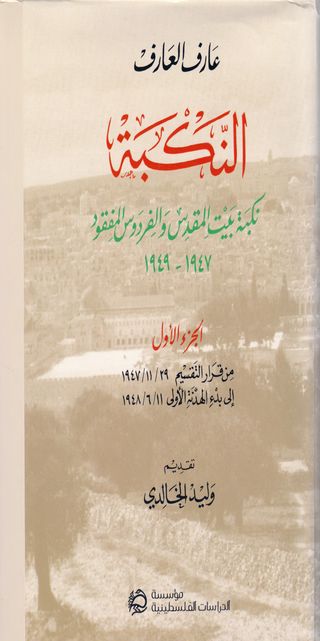 عارف العارف
النكبة
نكبة بيت المقدس والفردوس المفقود
١٩٤٧ - ١٩٤٩
الجزء الأول
من قرار التقسيم ٢٩/١١/١٩٤٧
إلى بدء الهدنة الأولى ١١/٦/١٩٤٨
تقديم
وليد الخالدي
مؤسسة
الدراسات الفلسطينية